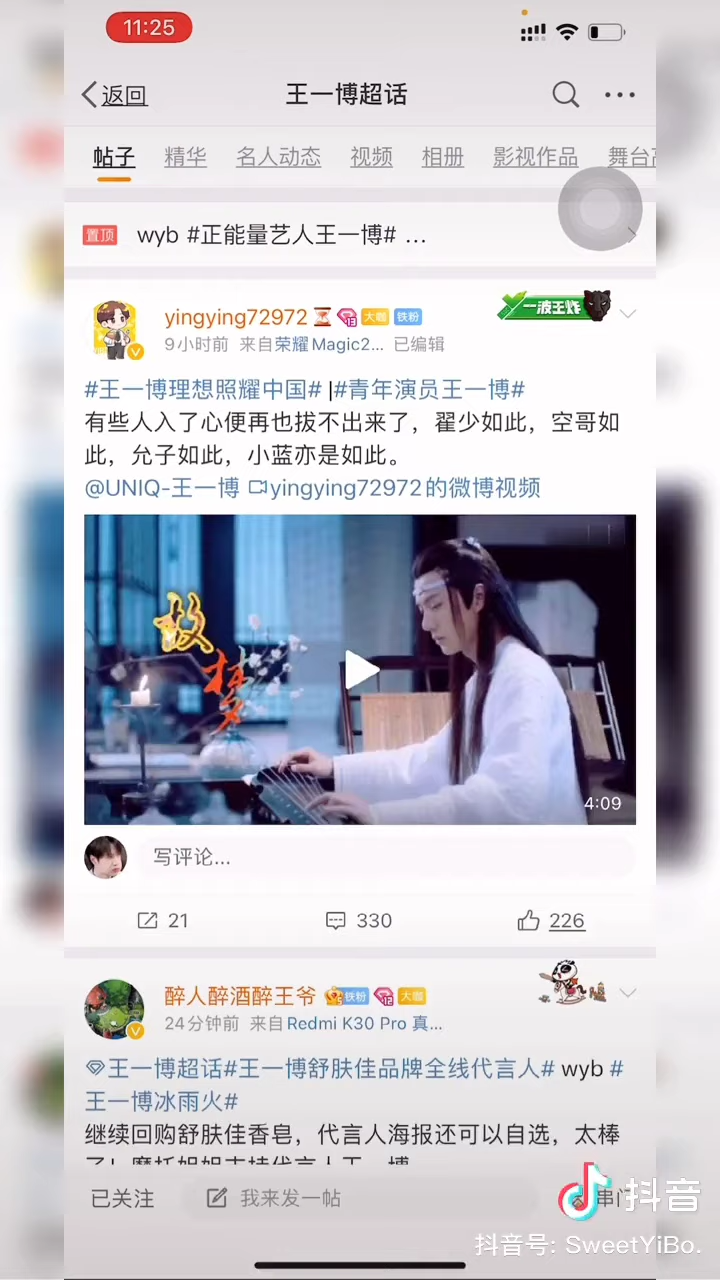 11:25
返回
王一博超话
帖子 精华 名人动态 视频 相册 影视作品 舞台
置顶 wyb #正能量艺人王一博# ...
yingying72972 大咖 铁粉
一波王炸
9小时前 来自荣耀Magic2... 已编辑
#王一博理想照耀中国# |#青年演员王一博#
有些人入了心便再也拔不出来了，翟少如此，空哥如
此，允子如此，小蓝亦是如此。
@UNIQ-王一博 yingying72972的微博视频
故
梦
4:09
写评论...
21 330 226
醉人醉酒醉王爷 铁粉 大咖
24分钟前 来自Redmi K30 Pro 真...
王一博超话#王一博舒肤佳品牌全线代言人# wyb #
王一博冰雨火#
继续回购舒肤佳香皂，代言人海报还可以自选，太棒
已关注 我来发一帖 串门
抖音
抖音号: SweetYiBo.